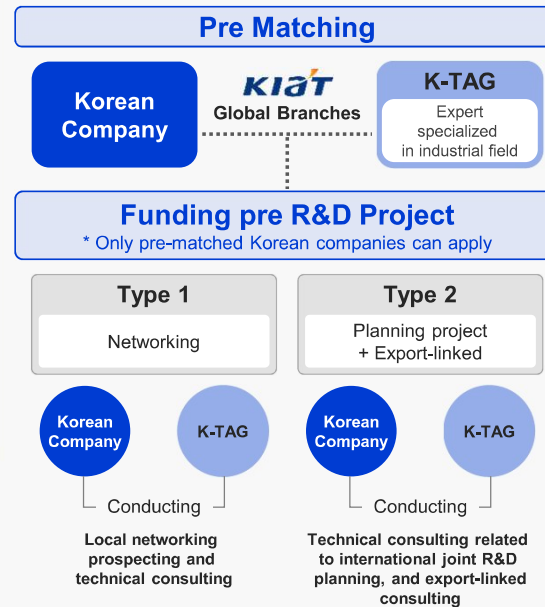 Pre Matching
Korean
Company
KIAT
Global Branches
K-TAG
Expert
specialized
in industrial field
Funding pre R&D Project
* Only pre-matched Korean companies can apply
Type 1
Networking
Korean
Company
K-TAG
Conducting
Local networking
prospecting and
technical consulting
Type 2
Planning project
+ Export-linked
Korean
Company
K-TAG
Conducting
Technical consulting related
to international joint R&D
planning, and export-linked
consulting